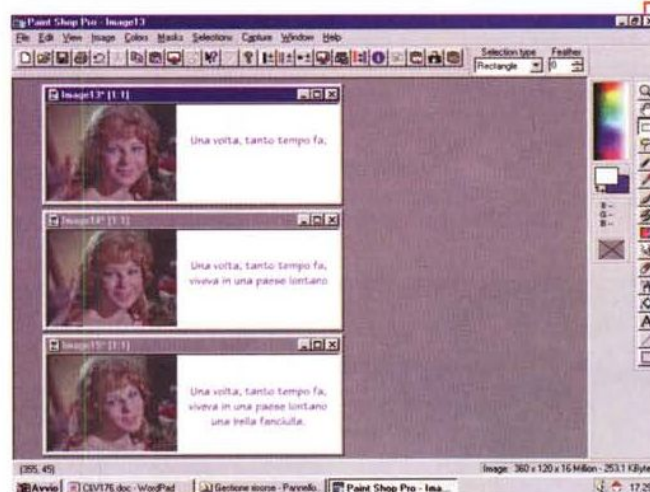 Paint Shop Pro - Image13
File Edit View Image Colors Masks Selections Capture Window Help
Selection type Feather
Rectangle 0
Image13* [1:1]
Una volta, tanto tempo fa,
Image14* [1:1]
Una volta, tanto tempo fa,
viveva in una paese lontano
Image15* [1:1]
Una volta, tanto tempo fa,
viveva in una paese lontano
una bella fanciulla.
R --
G --
B --
(355, 45) Image: 360 x 120 x 16 Million - 253.1 KByte
Avvio CLIV176.doc - WordPad Gestione risorse - Pannello... Paint Shop Pro - Ima... 17.29